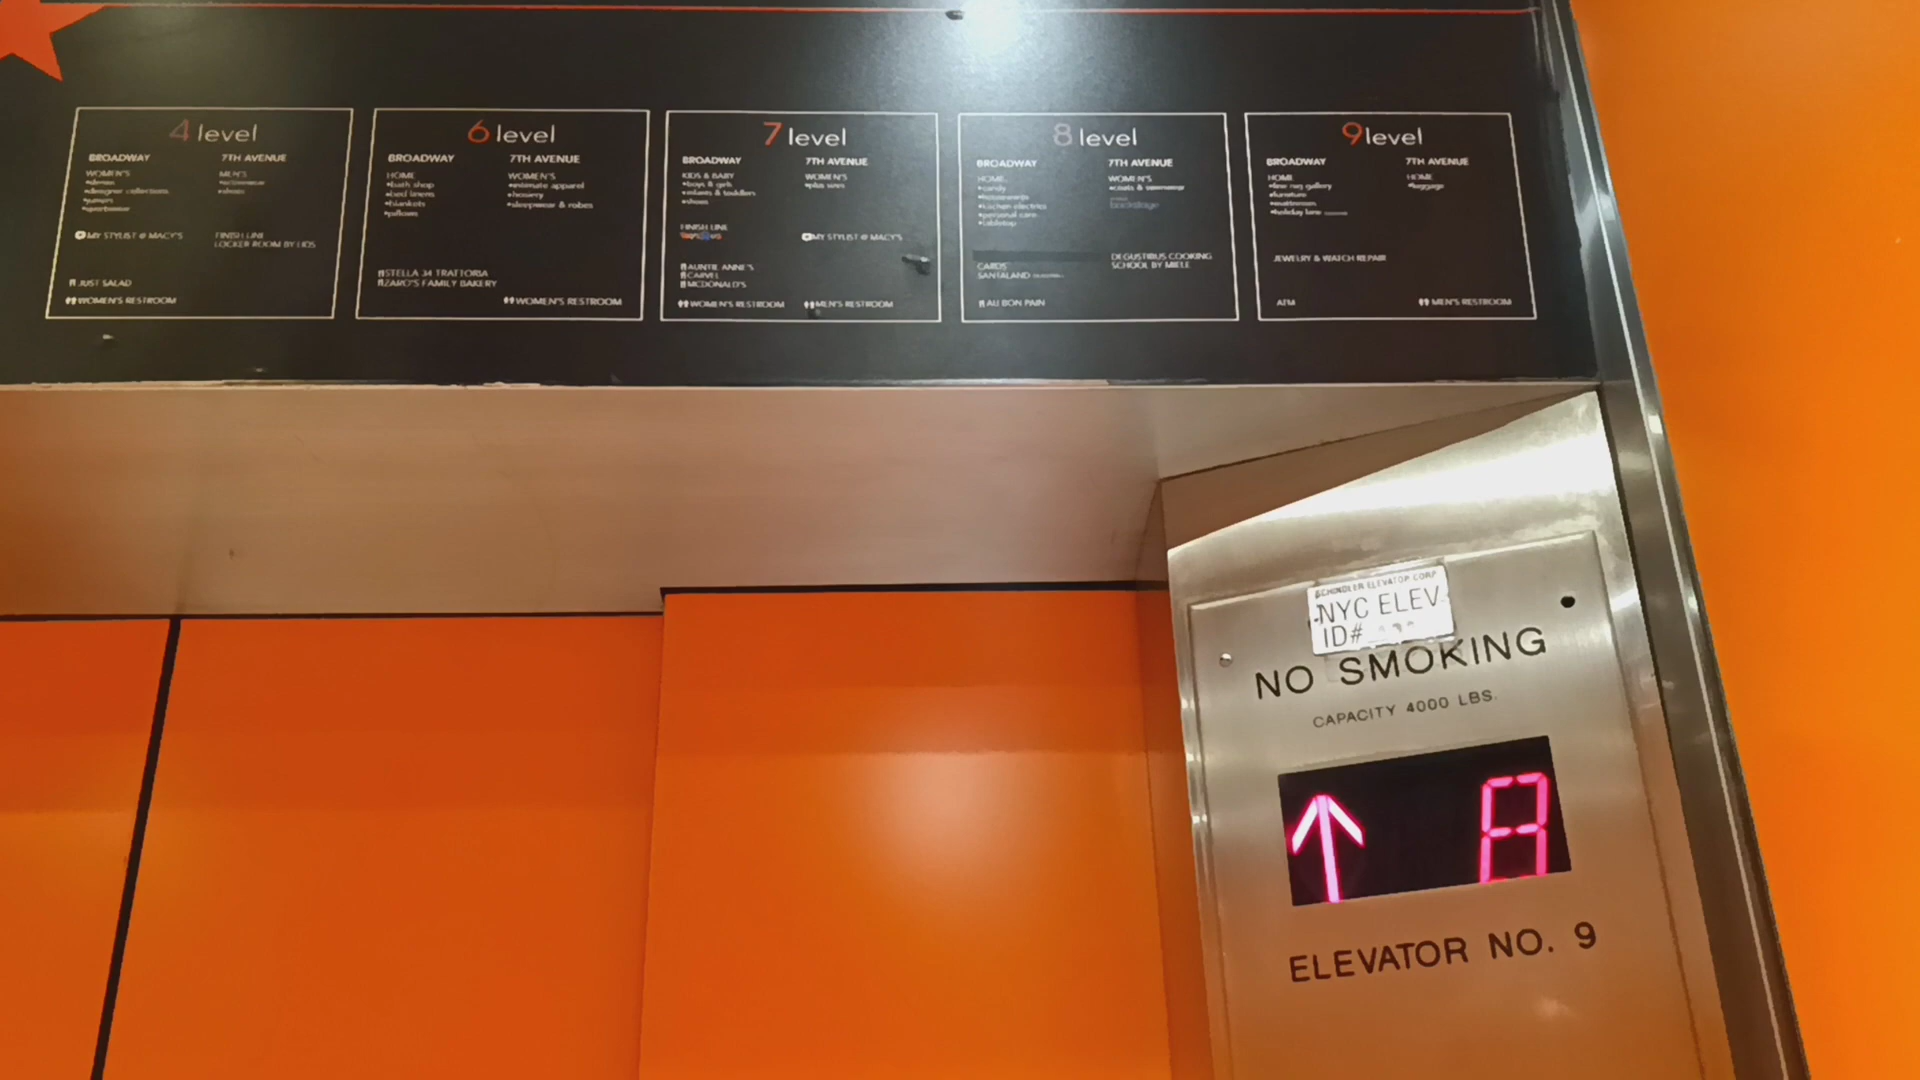 4 level
BROADWAY
WOMEN'S
•designer collections
MY STYLIST @ MACY'S
JUST SALAD
WOMEN'S RESTROOM
7TH AVENUE
MEN'S
•shoes
FINISH LINE
LOCKER ROOM BY LIDS
6 level
BROADWAY
HOME
•bath shop
•bed linens
•blankets
•pillows
STELLA 34 TRATTORIA
ZARO'S FAMILY BAKERY
7TH AVENUE
WOMEN'S
•intimate apparel
•hosiery
•sleepwear & robes
WOMEN'S RESTROOM
7 level
BROADWAY
KIDS & BABY
•boys & girls
•infants & toddlers
•shoes
FINISH LINE
AUNTIE ANNE'S
CARVEL
MCDONALD'S
WOMEN'S RESTROOM
7TH AVENUE
WOMEN'S
•plus sizes
MY STYLIST @ MACY'S
MEN'S RESTROOM
8 level
BROADWAY
HOME
•candy
•housewares
•kitchen electrics
•personal care
•tabletop
CARDS
SANTALAND
AU BON PAIN
7TH AVENUE
WOMEN'S
•coats & swimwear
backstage
DEGUSTIBUS COOKING
SCHOOL BY MIELE
9 level
BROADWAY
HOME
•fine rug gallery
•furniture
•mattresses
•holiday lane
JEWELRY & WATCH REPAIR
ATM
7TH AVENUE
HOME
•luggage
MEN'S RESTROOM
SCHINDLER ELEVATOR CORP
NYC ELEV.
ID#
NO SMOKING
CAPACITY 4000 LBS.
8
ELEVATOR NO. 9